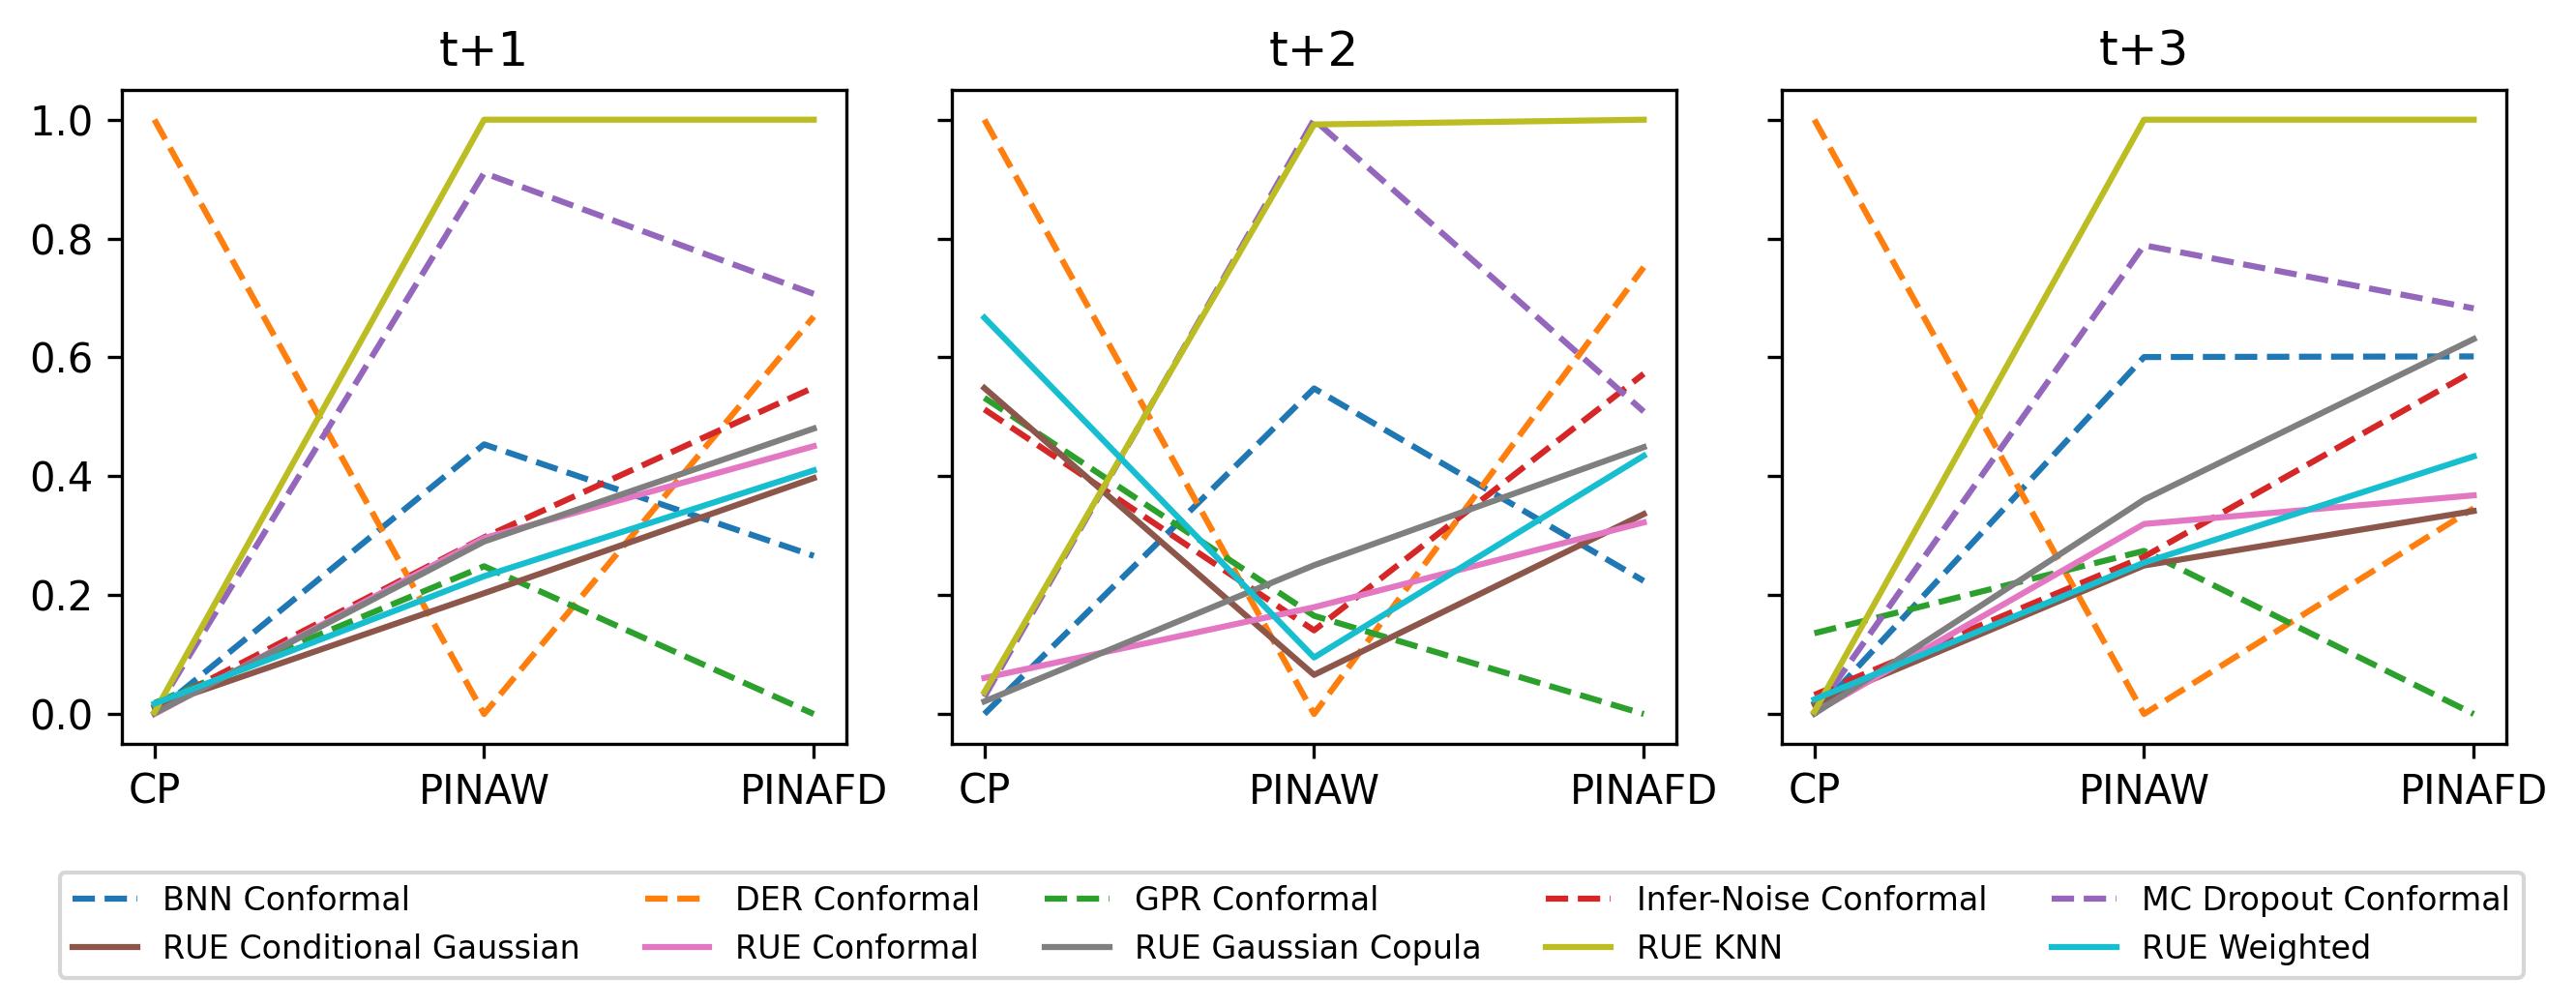 t+1 t+2 t+3
1.0
0.8
0.6
0.4
0.2
0.0
CP PINAW PINAFD CP PINAW PINAFD CP PINAW PINAFD
BNN Conformal DER Conformal GPR Conformal Infer-Noise Conformal MC Dropout Conformal
RUE Conditional Gaussian RUE Conformal RUE Gaussian Copula RUE KNN RUE Weighted